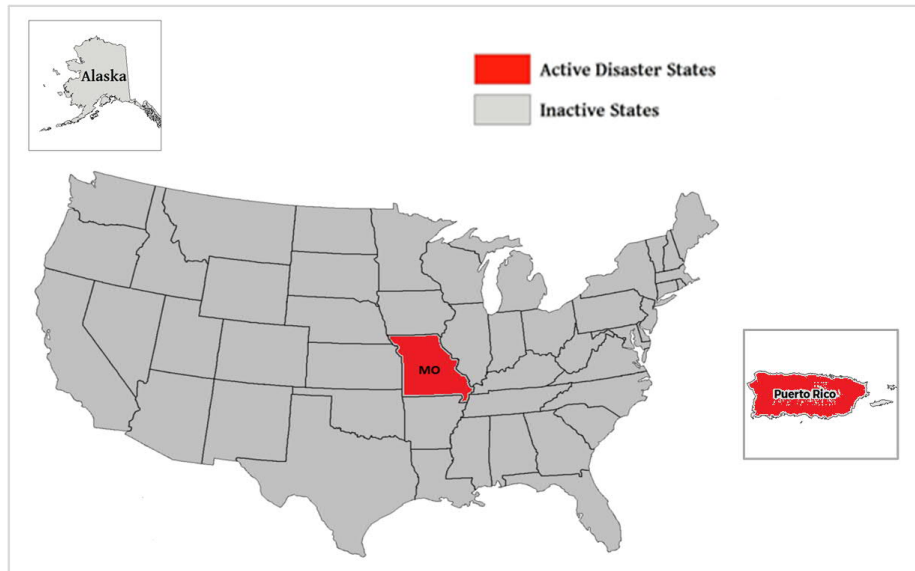 Alaska
Active Disaster States
Inactive States
MO
Puerto Rico